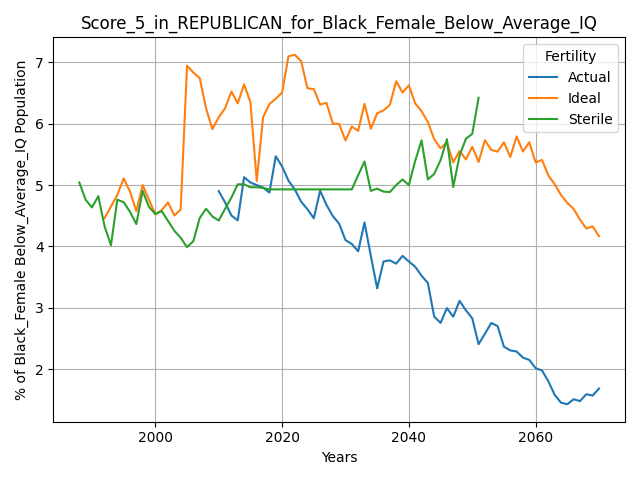 Score_5_in_REPUBLICAN_for_Black_Female_Below_Average_IQ
% of Black_Female Below_Average_IQ Population
7
6
5
4
3
2
Fertility
Actual
Ideal
Sterile
2000
2020
2040
2060
Years